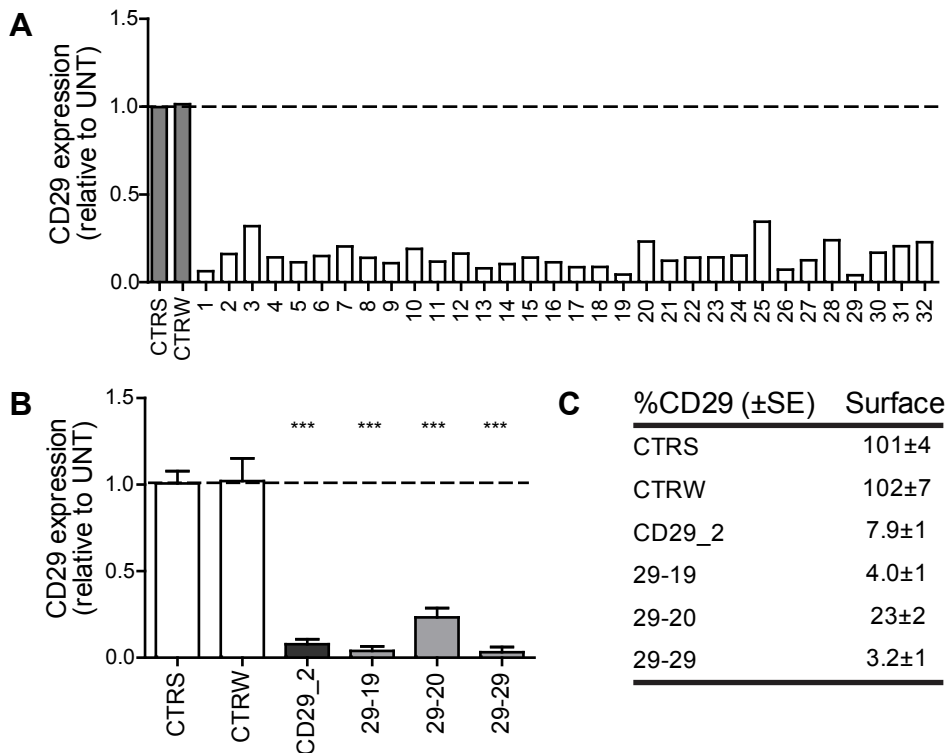 A
CD29 expression
(relative to UNT)
1.5
1.0
0.5
0.0
CTRS
CTRW
1
2
3
4
5
6
7
8
9
10
11
12
13
14
15
16
17
18
19
20
21
22
23
24
25
26
27
28
29
30
31
32
B
CD29 expression
(relative to UNT)
1.5
1.0
0.5
0.0
*** *** *** ***
CTRS
CTRW
CD29_2
29-19
29-20
29-29
C
%CD29 (±SE) Surface
CTRS 101±4
CTRW 102±7
CD29_2 7.9±1
29-19 4.0±1
29-20 23±2
29-29 3.2±1